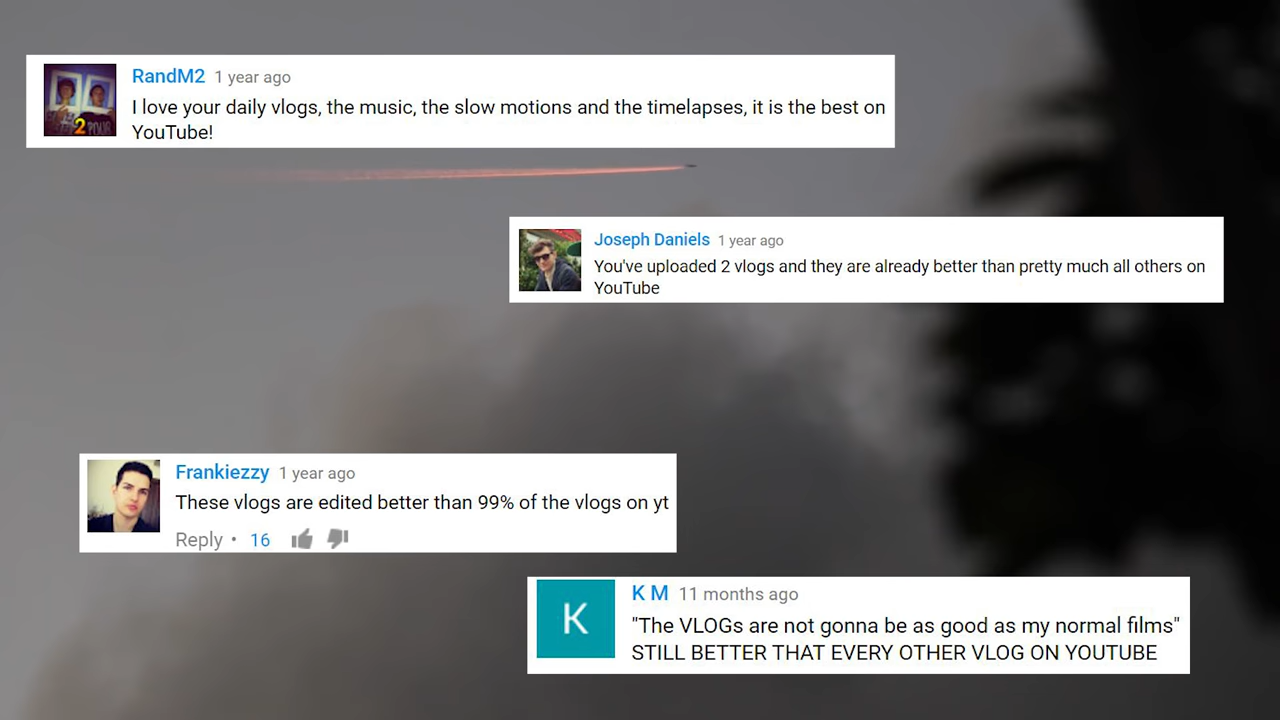 RandM2 1 year ago
I love your daily vlogs, the music, the slow motions and the timelapses, it is the best on
YouTube!
Joseph Daniels 1 year ago
You've uploaded 2 vlogs and they are already better than pretty much all others on
YouTube
Frankiezzy 1 year ago
These vlogs are edited better than 99% of the vlogs on yt
Reply • 16
K
K M 11 months ago
"The VLOGs are not gonna be as good as my normal films"
STILL BETTER THAT EVERY OTHER VLOG ON YOUTUBE